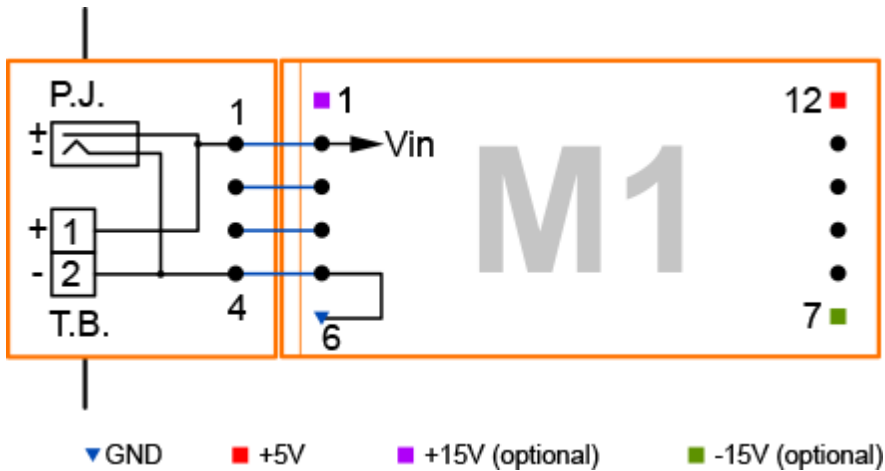 P.J.
+
-
1
1
12
Vin
M1
+ 1
- 2
4
6
7
T.B.
GND
+5V
+15V (optional)
-15V (optional)